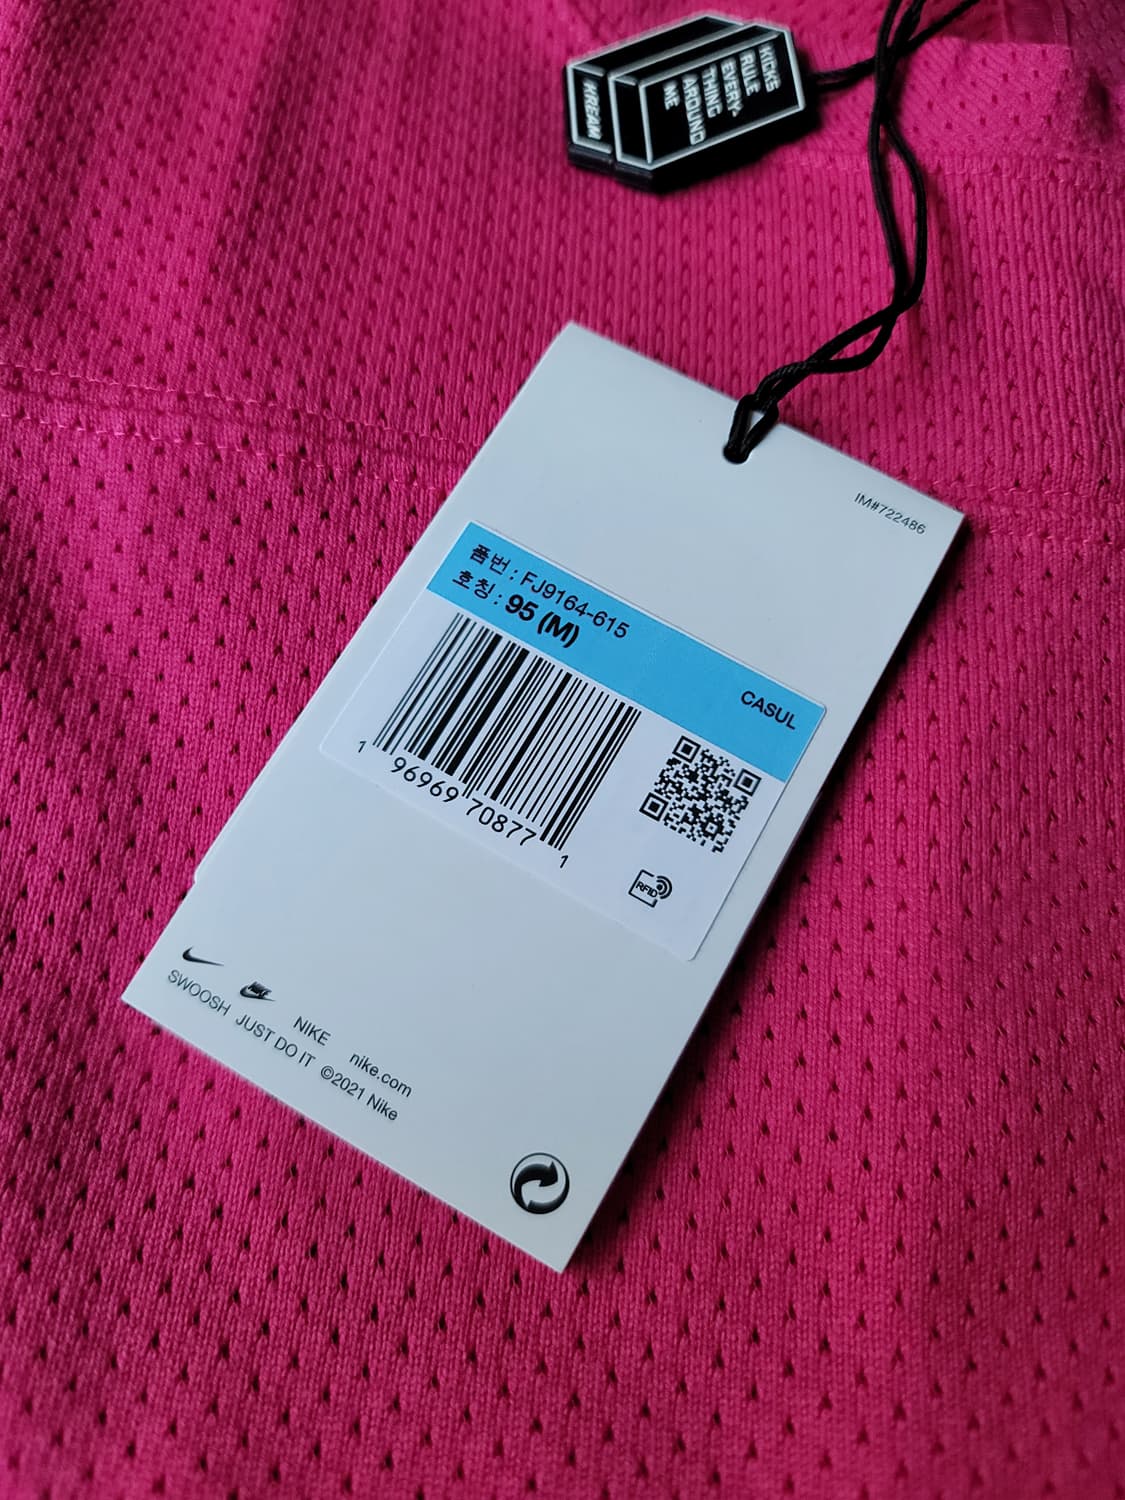 KICKS
RULE
EVERY-
THING
AROUND
ME
KREAM
IM#722486
품번 : FJ9164-615
호칭 : 95 (M)
CASUL
1 96969 70877 1
RFID
NIKE
NIKE nike.com
SWOOSH JUST DO IT ©2021 Nike